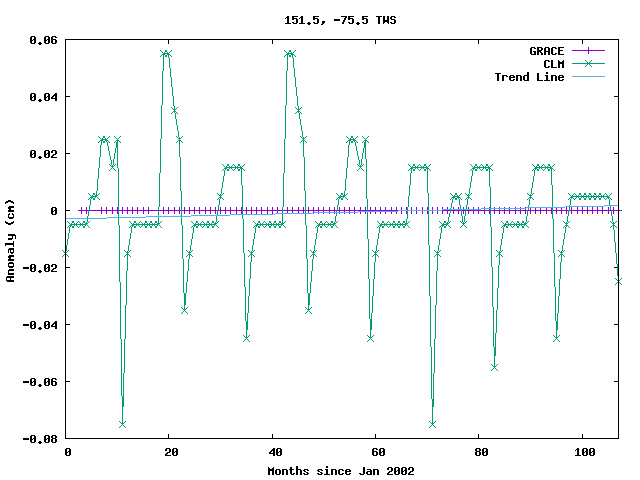 151.5, -75.5 TWS
GRACE
CLM
Trend Line
0.06
0.04
0.02
0
-0.02
-0.04
-0.06
-0.08
Anomaly (cm)
0 20 40 60 80 100
Months since Jan 2002